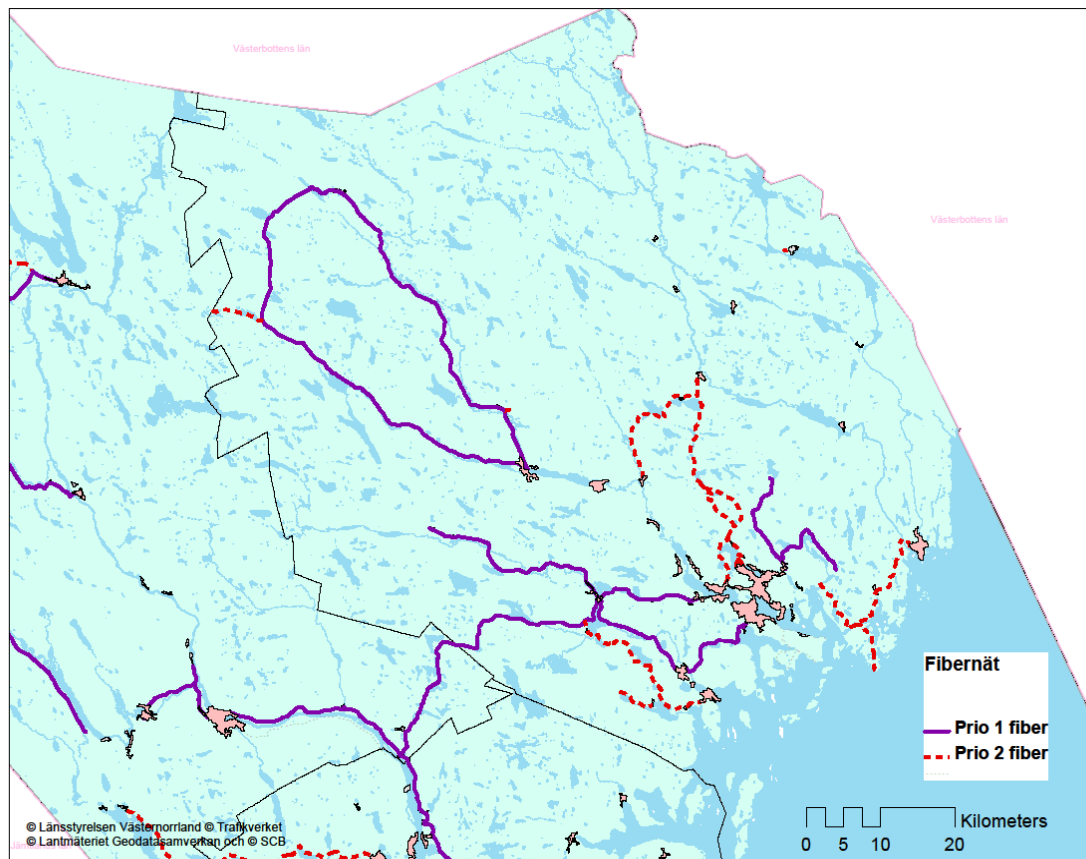 Västerbottens län
Västerbottens län
Fibernät
Prio 1 fiber
Prio 2 fiber
Kilometers
0 5 10 20
© Länsstyrelsen Västernorrland © Trafikverket
© Lantmäteriet Geodatasamverkan och © SCB